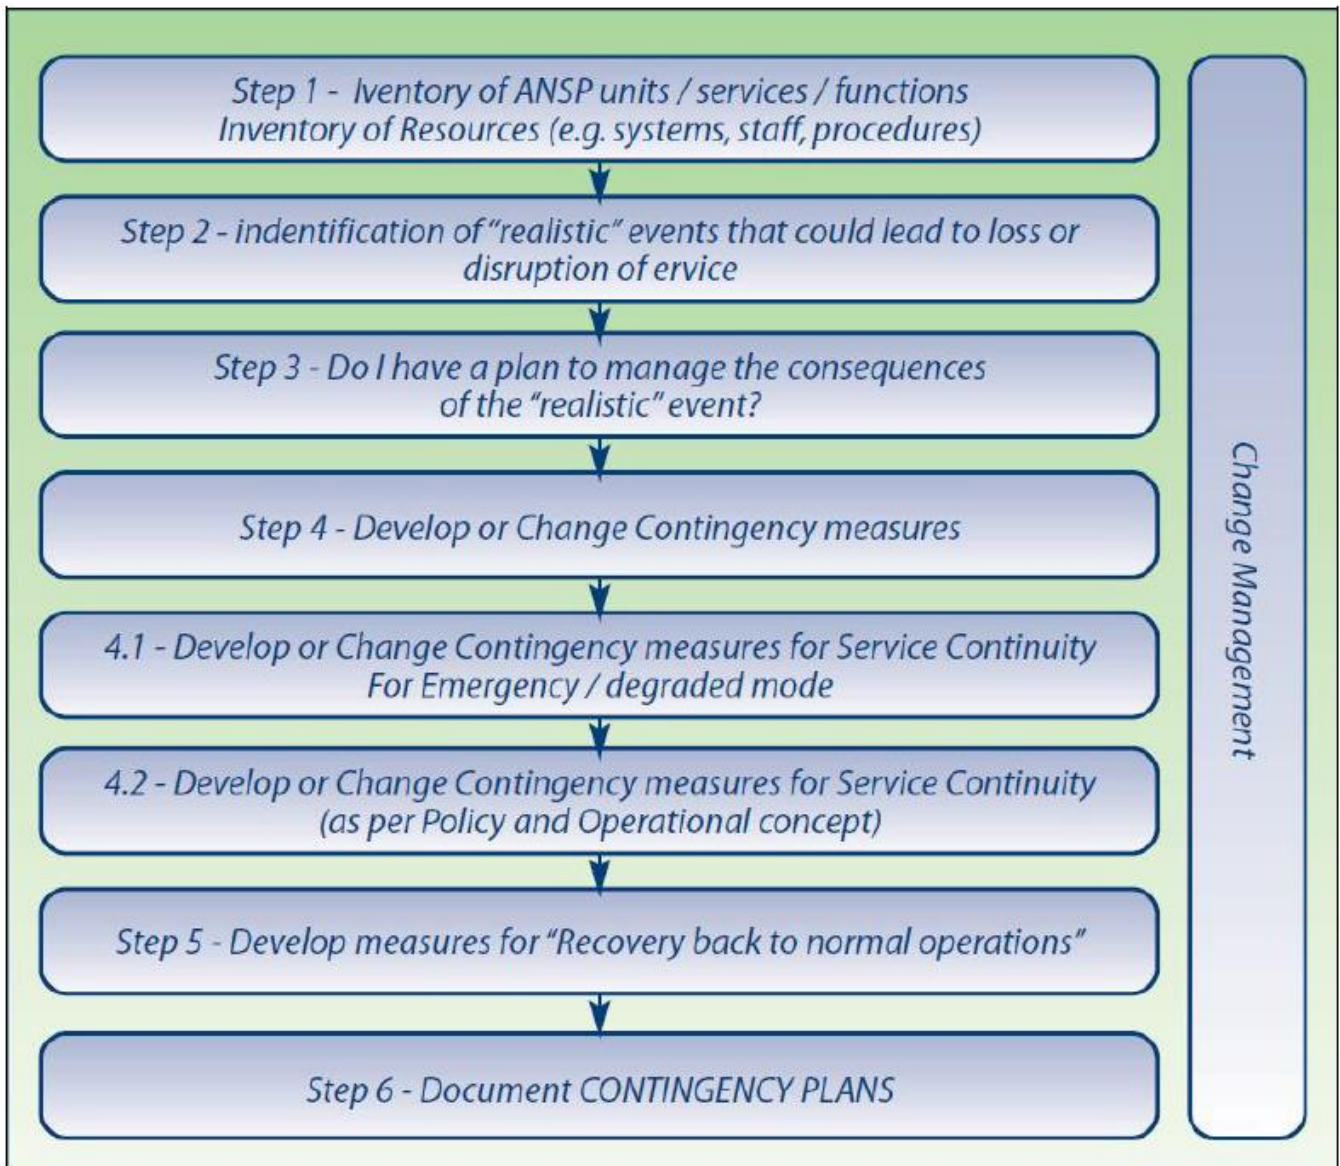 Step 1 - Iventory of ANSP units / services / functions
Inventory of Resources (e.g. systems, staff, procedures)
Step 2 - indentification of "realistic" events that could lead to loss or
disruption of ervice
Step 3 - Do I have a plan to manage the consequences
of the "realistic" event?
Step 4 - Develop or Change Contingency measures
4.1 - Develop or Change Contingency measures for Service Continuity
For Emergency / degraded mode
4.2 - Develop or Change Contingency measures for Service Continuity
(as per Policy and Operational concept)
Step 5 - Develop measures for "Recovery back to normal operations"
Step 6 - Document CONTINGENCY PLANS
Change Management